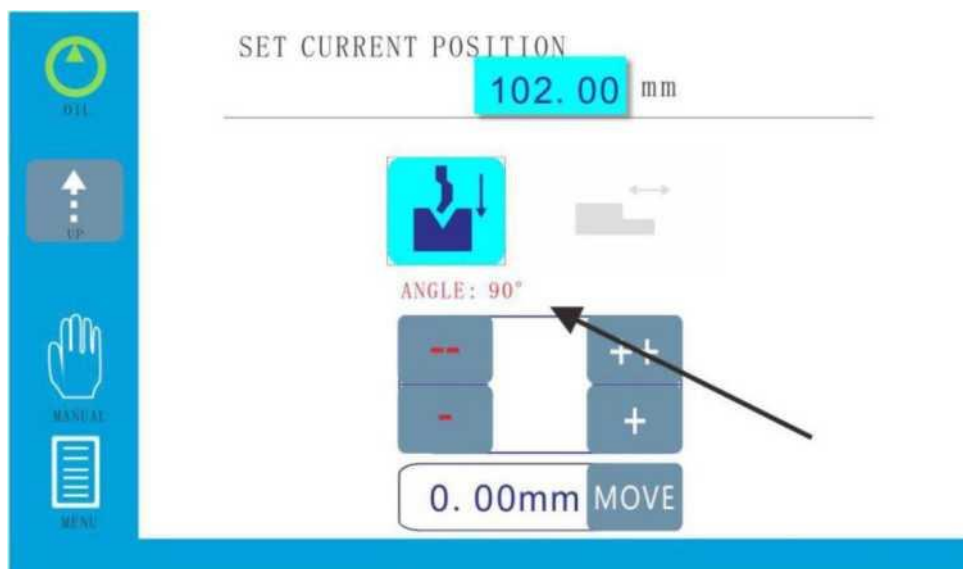 SET CURRENT POSITION
102.00 mm
OIL
UP
ANGLE: 90°
-- ++
- +
MANUAL
0.00mm MOVE
MENU